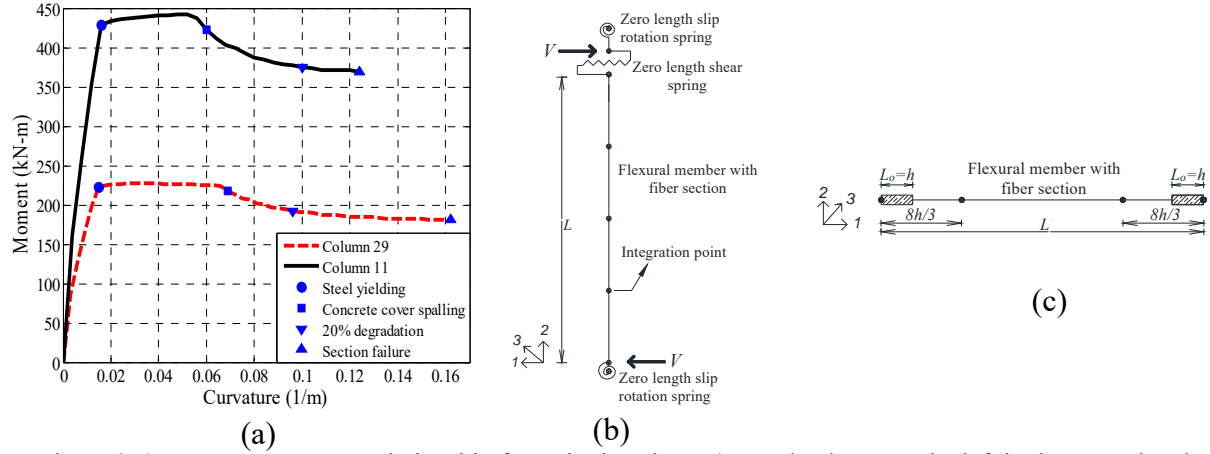 450
400
350
300
250
200
150
100
50
0
Moment (kN-m)
0 0.02 0.04 0.06 0.08 0.1 0.12 0.14 0.16
Curvature (1/m)
Column 29
Column 11
Steel yielding
Concrete cover spalling
20% degradation
Section failure
(a)
Zero length slip
rotation spring
V
Zero length shear
spring
L
Flexural member with
fiber section
Integration point
3
2
1
V
Zero length slip
rotation spring
(b)
2
3
1
Lo=h
Flexural member with
fiber section
Lo=h
8h/3
8h/3
L
(c)